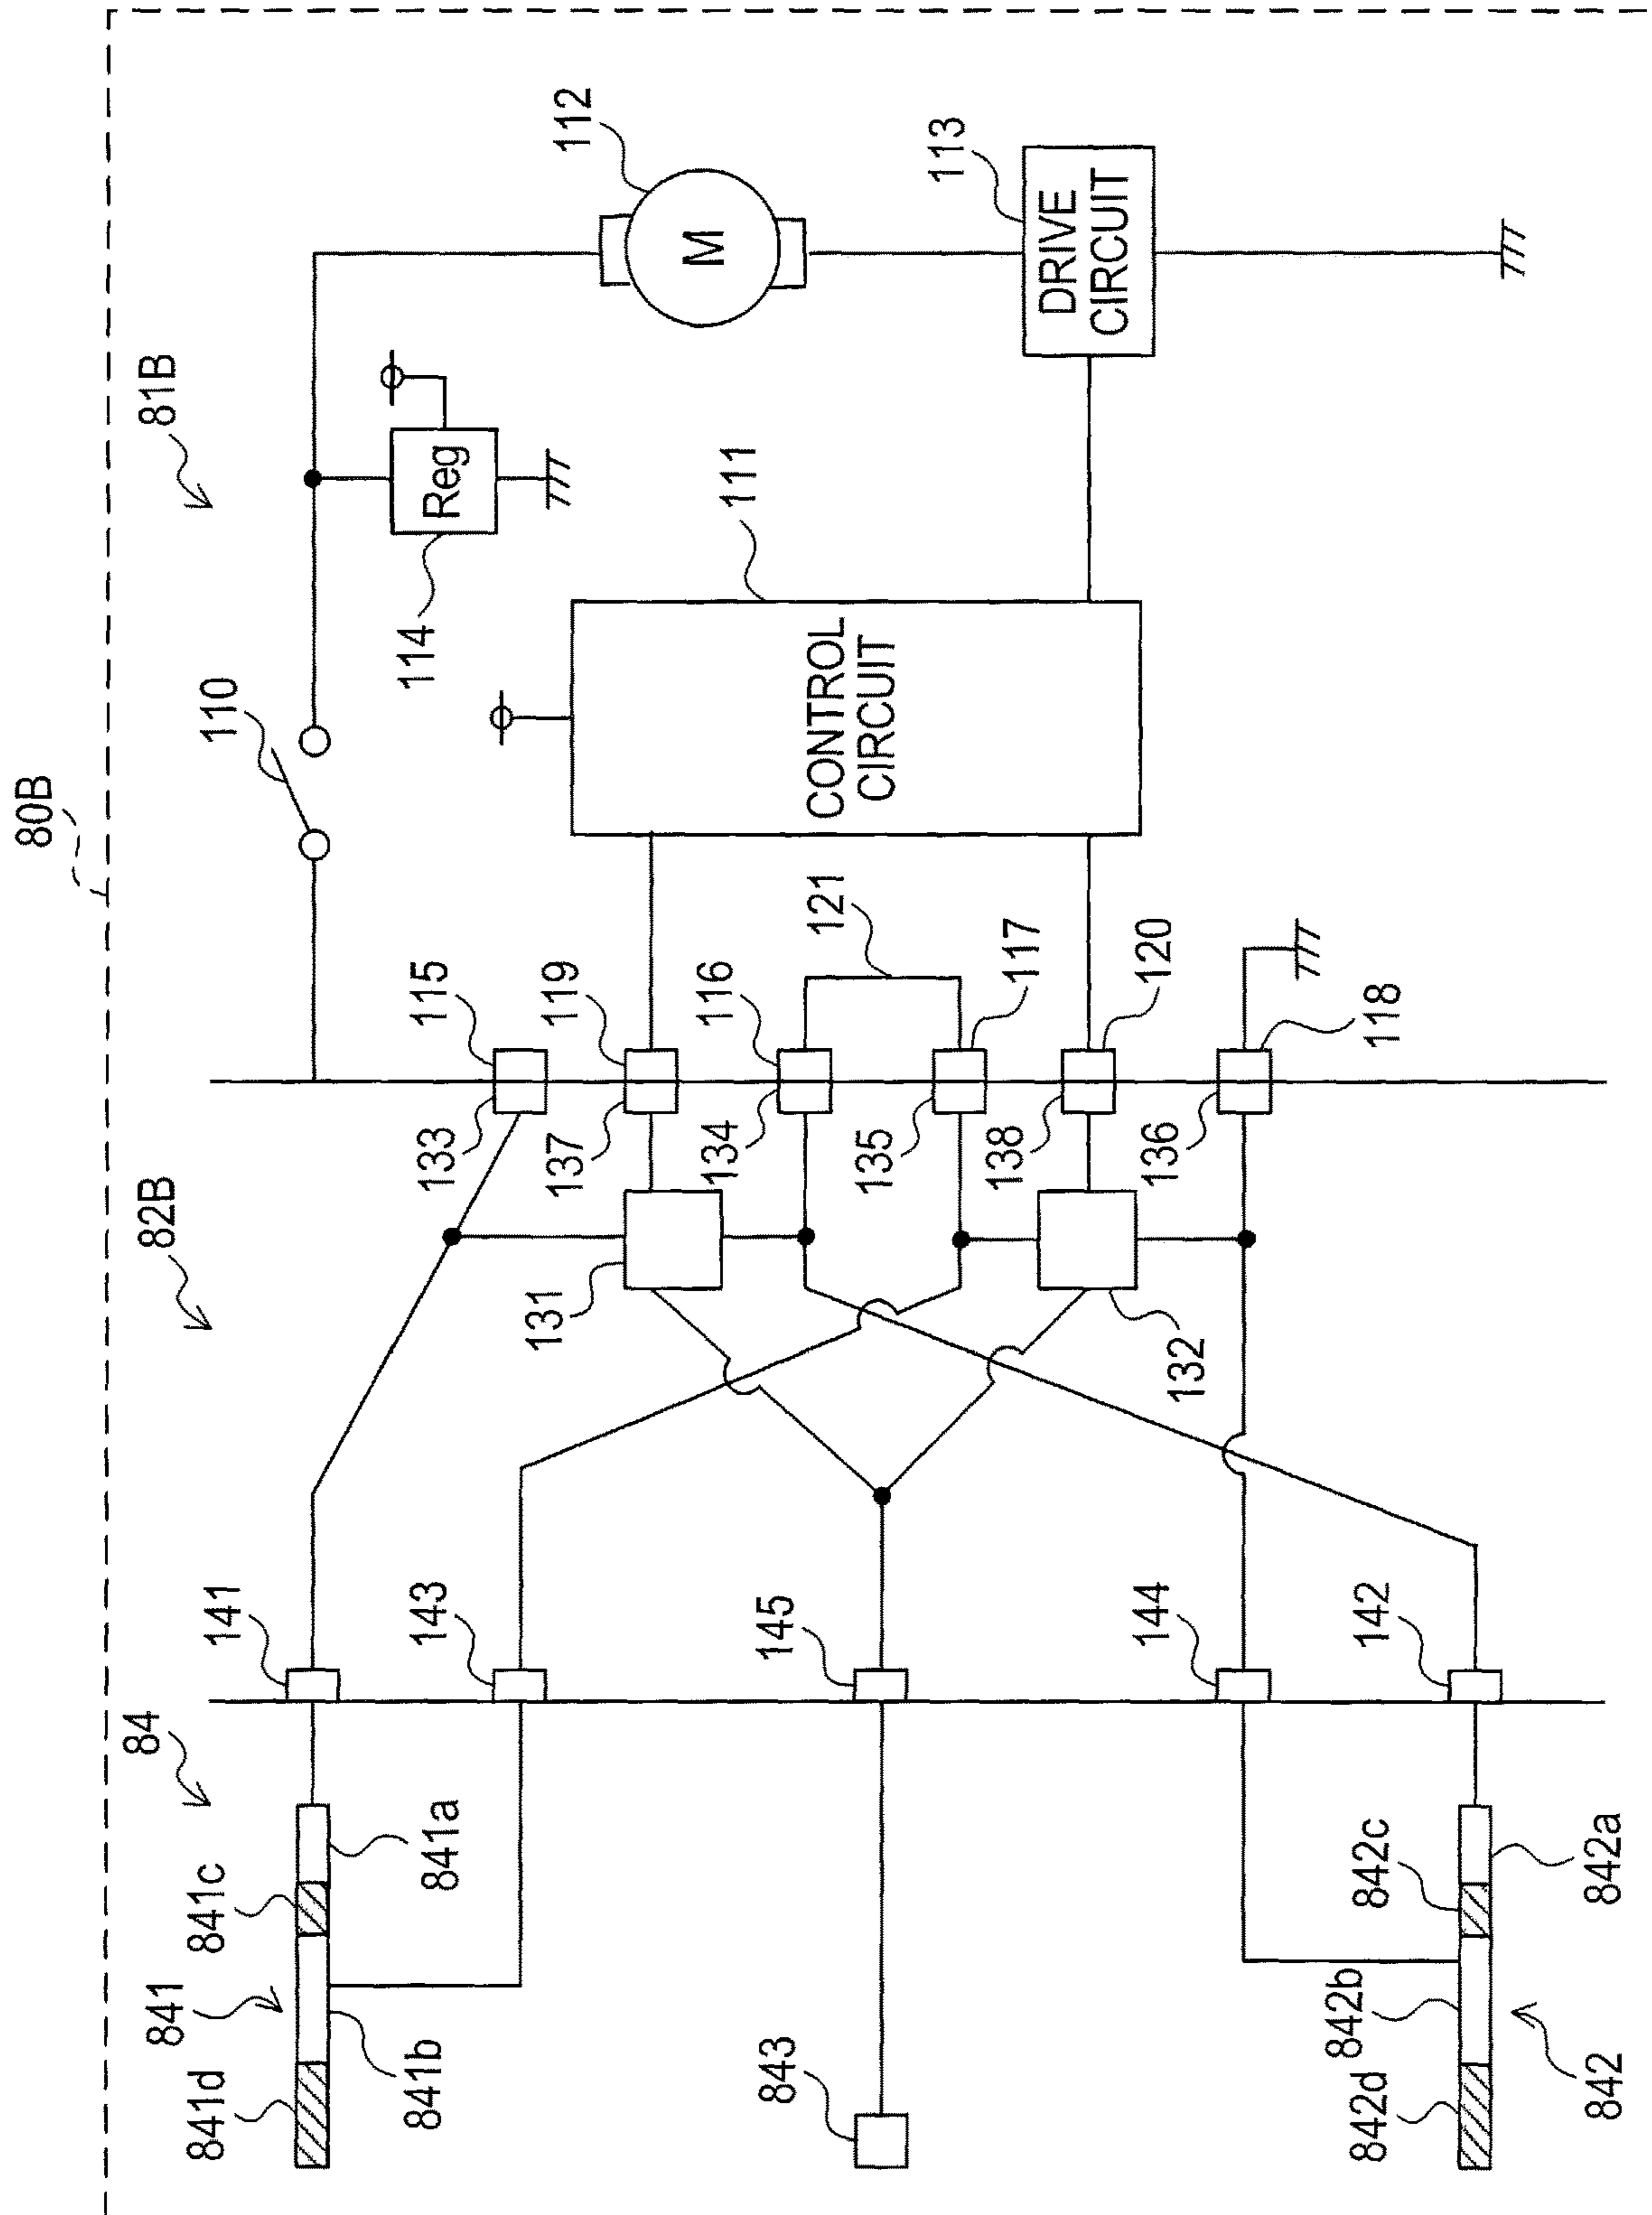 80B
110
114
Reg
81B
112
M
113
DRIVE
CIRCUIT
111
CONTROL
CIRCUIT
115
119
116
121
117
120
118
133
137
134
135
138
136
82B
131
132
141
143
145
144
142
84
841a
841c
841
841b
841d
843
842c
842a
842b
842
842d